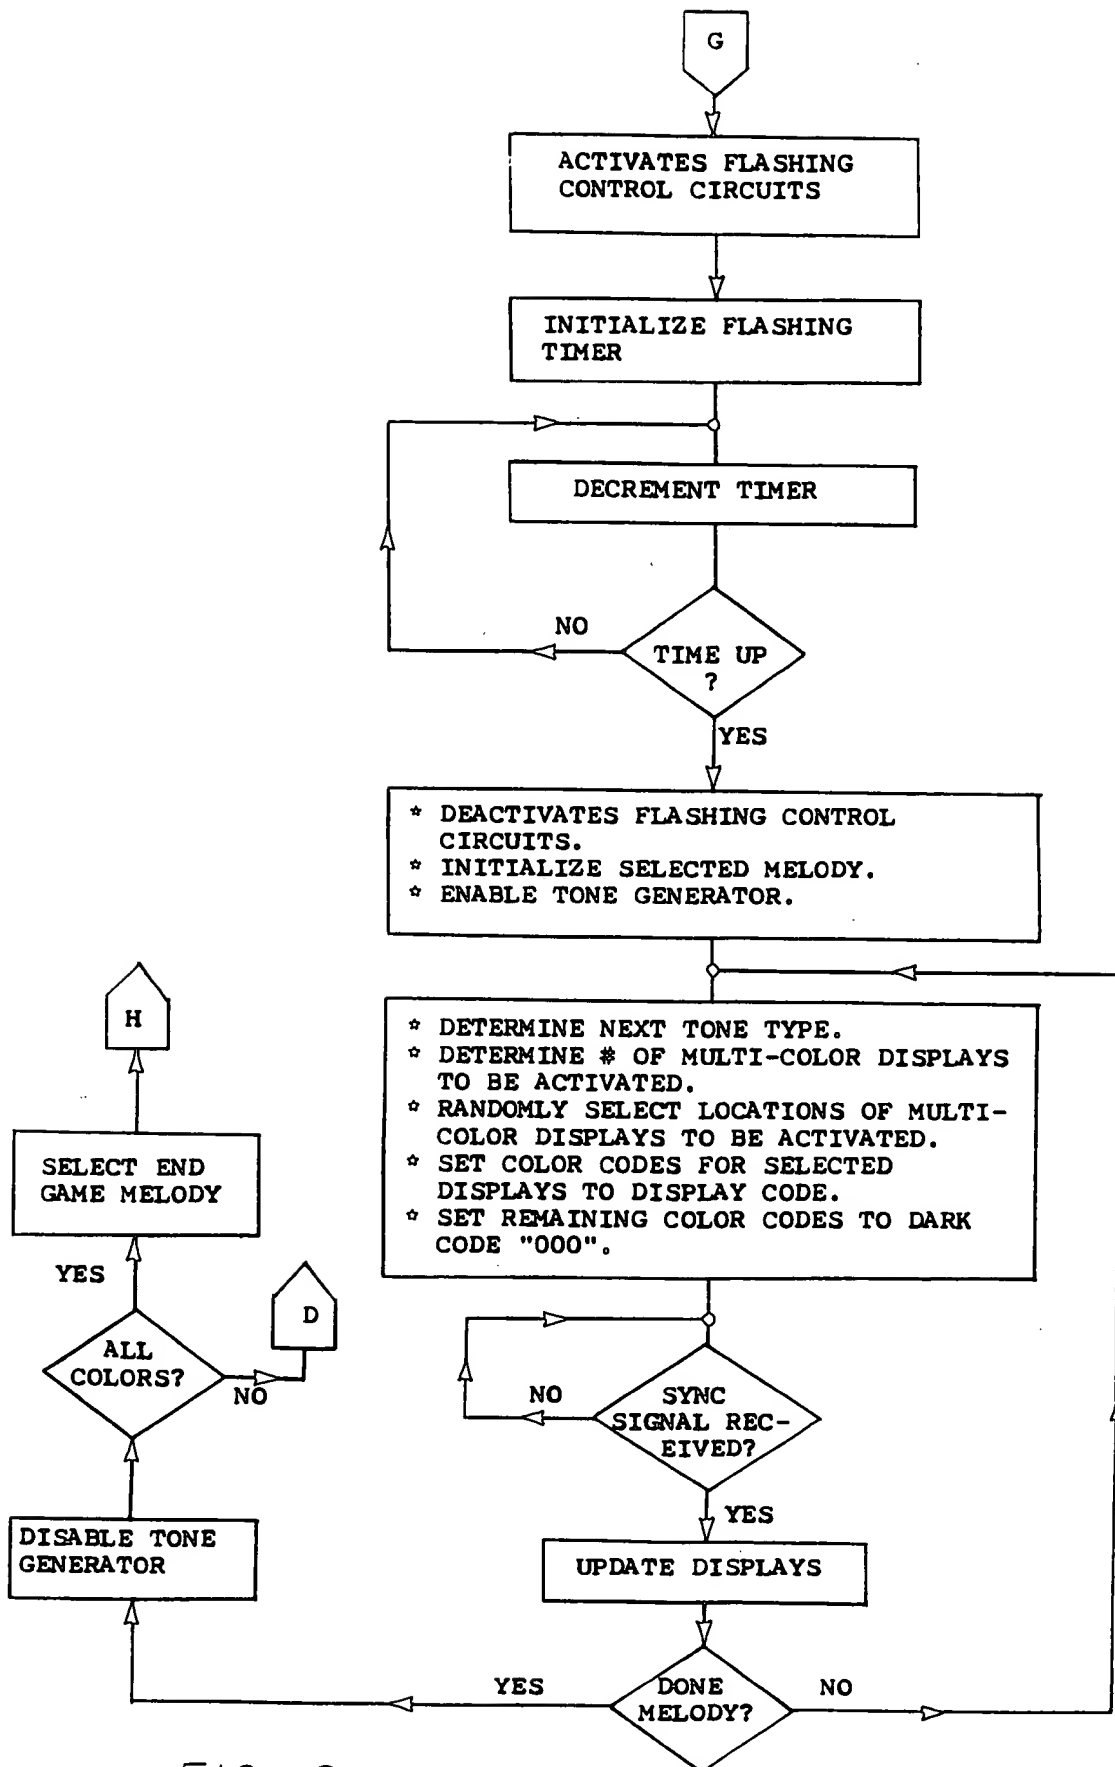 G
ACTIVATES FLASHING
CONTROL CIRCUITS
INITIALIZE FLASHING
TIMER
DECREMENT TIMER
NO
TIME UP
?
YES
* DEACTIVATES FLASHING CONTROL
CIRCUITS.
* INITIALIZE SELECTED MELODY.
* ENABLE TONE GENERATOR.
* DETERMINE NEXT TONE TYPE.
* DETERMINE # OF MULTI-COLOR DISPLAYS
TO BE ACTIVATED.
* RANDOMLY SELECT LOCATIONS OF MULTI-
COLOR DISPLAYS TO BE ACTIVATED.
* SET COLOR CODES FOR SELECTED
DISPLAYS TO DISPLAY CODE.
* SET REMAINING COLOR CODES TO DARK
CODE "000".
NO
SYNC
SIGNAL REC-
EIVED?
YES
UPDATE DISPLAYS
DONE
MELODY?
NO
YES
DISABLE TONE
GENERATOR
ALL
COLORS?
NO
D
YES
SELECT END
GAME MELODY
H